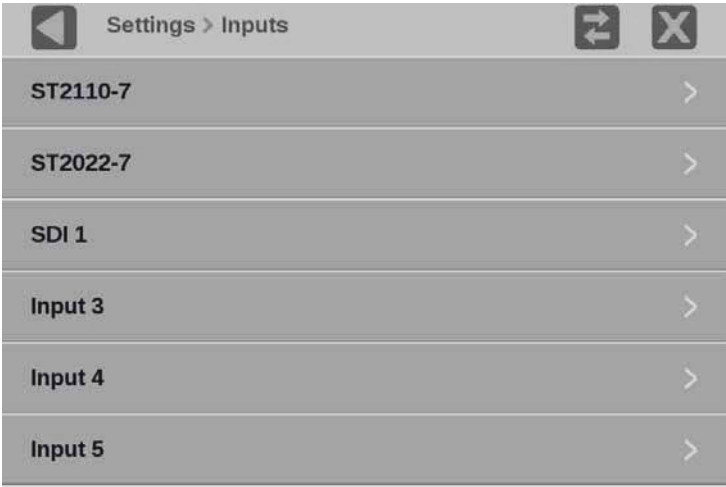 Settings > Inputs
ST2110-7
ST2022-7
SDI 1
Input 3
Input 4
Input 5